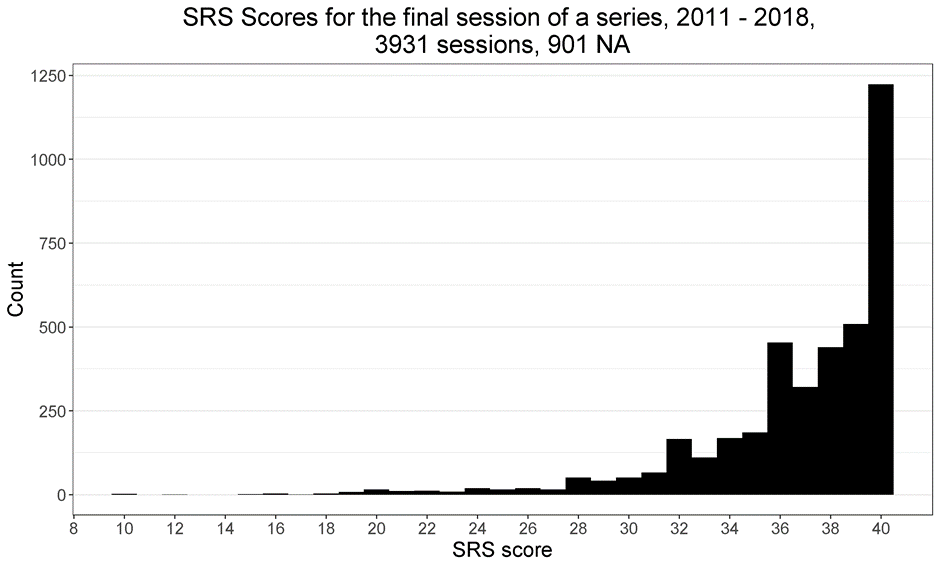 SRS Scores for the final session of a series, 2011 - 2018,
3931 sessions, 901 NA
1250
1000
750
500
250
0
Count
8 10 12 14 16 18 20 22 24 26 28 30 32 34 36 38 40
SRS score